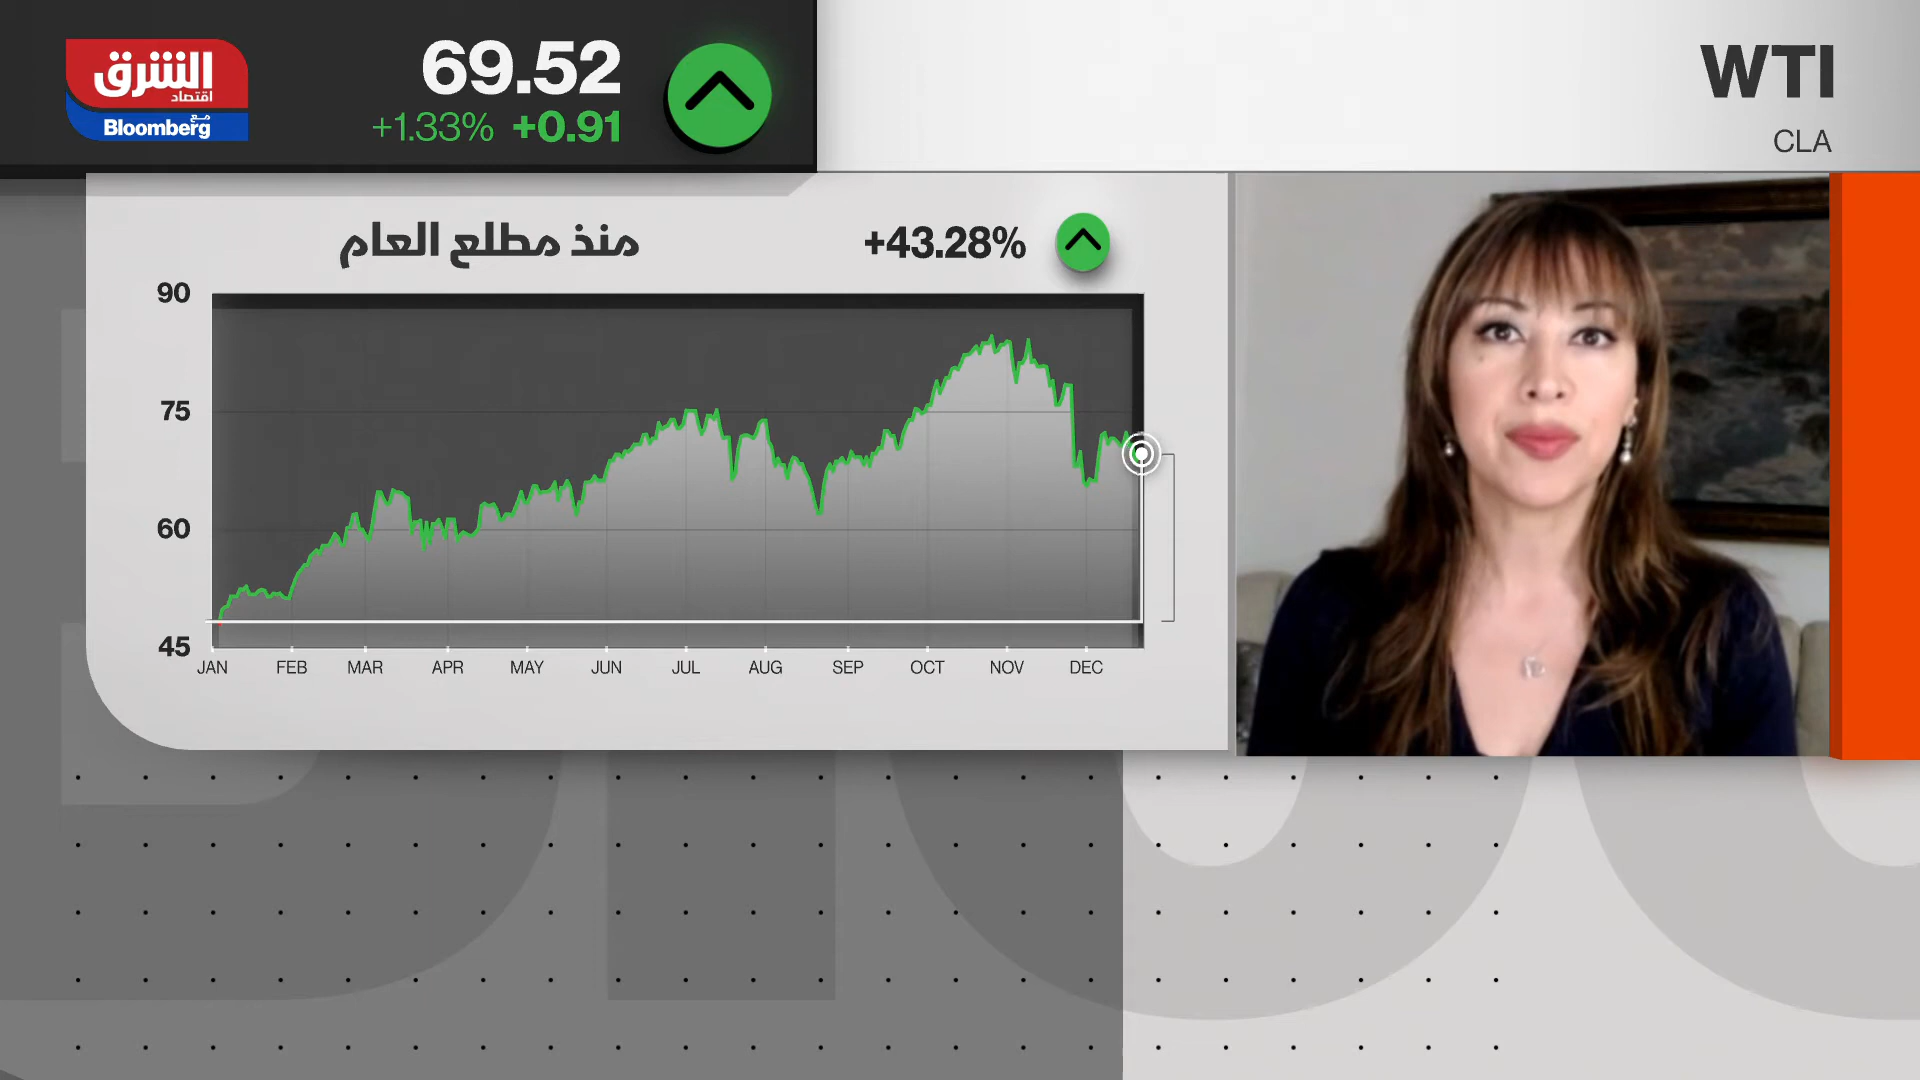 الشرق
اقتصاد
مع
Bloomberg
69.52
+1.33% +0.91
WTI
CLA
منذ مطلع العام
+43.28%
90
75
60
45
JAN FEB MAR APR MAY JUN JUL AUG SEP OCT NOV DEC